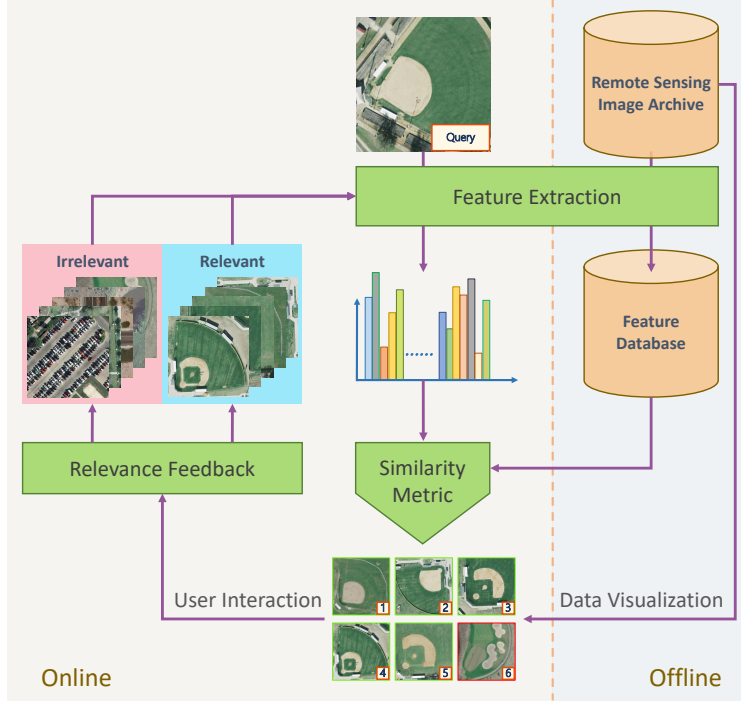 Query
Remote Sensing
Image Archive
Feature Extraction
Irrelevant
Relevant
Feature
Database
......
Relevance Feedback
Similarity
Metric
1
2
3
User Interaction
Data Visualization
4
5
6
Online
Offline